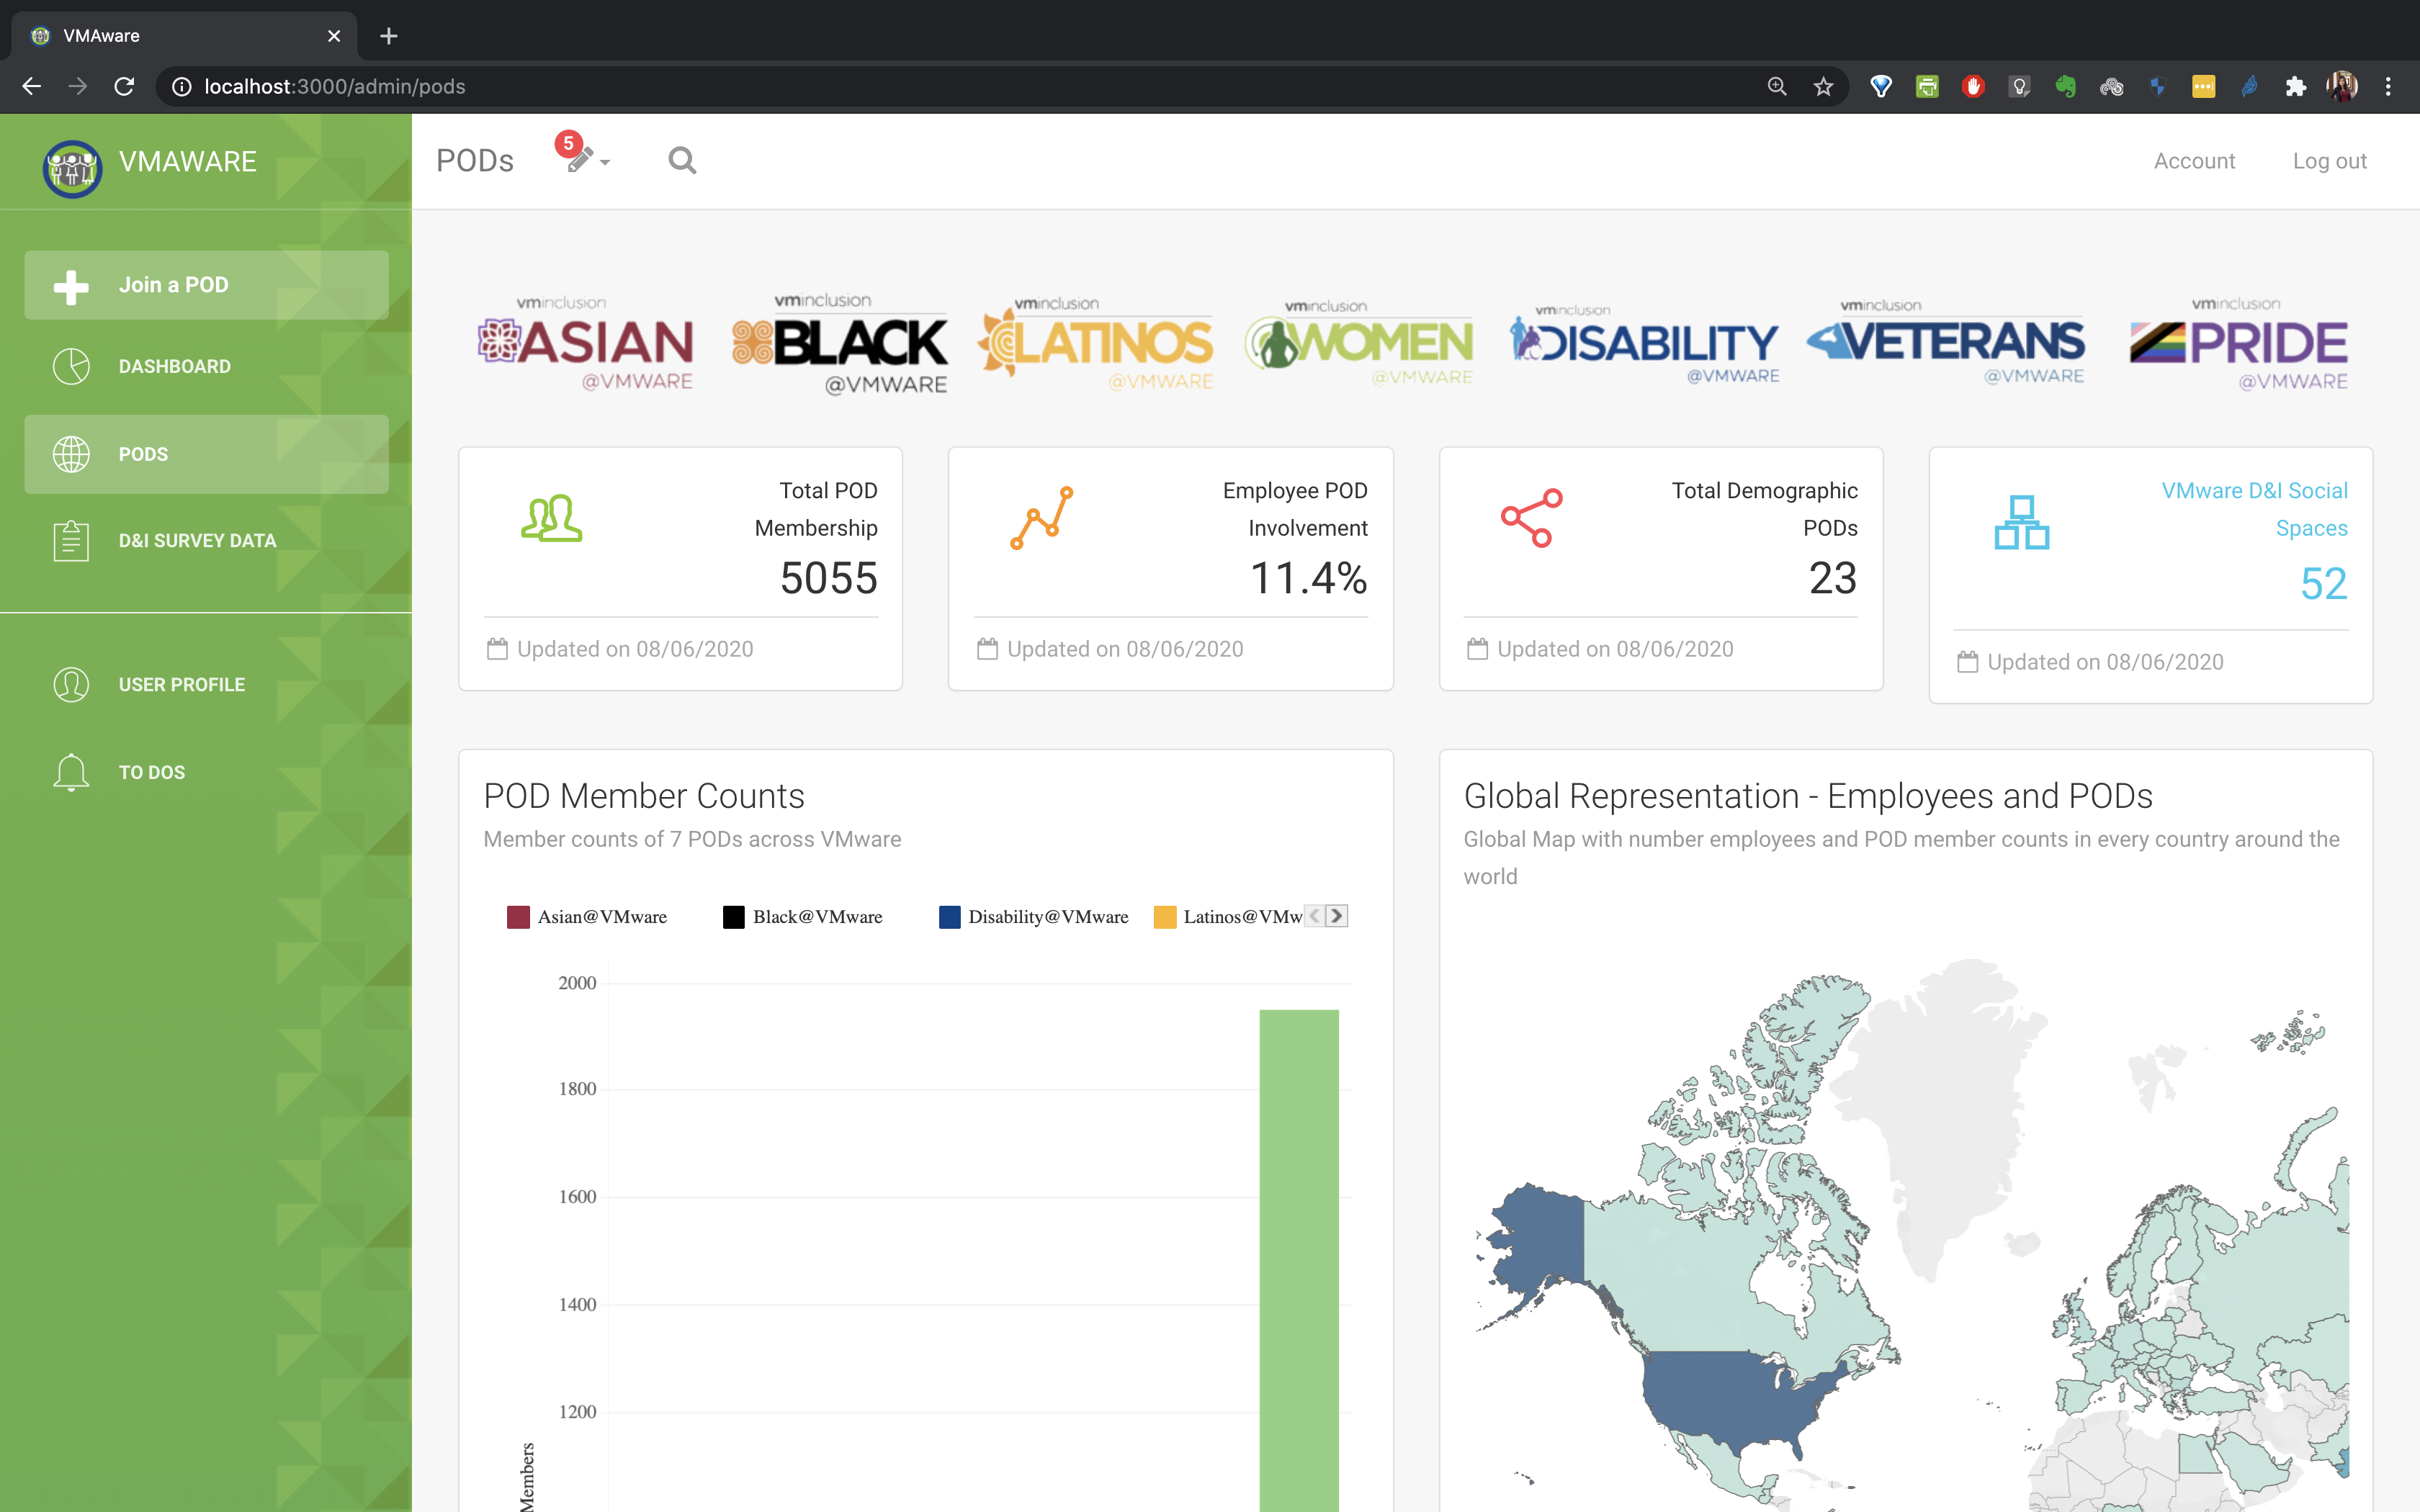 VMAware
localhost:3000/admin/pods
VMAWARE
Join a POD
DASHBOARD
PODS
D&I SURVEY DATA
USER PROFILE
TO DOS
PODs
5
Account
Log out
vminclusion
ASIAN
@VMWARE
vminclusion
BLACK
@VMWARE
vminclusion
LATINOS
@VMWARE
vminclusion
WOMEN
@VMWARE
vminclusion
DISABILITY
@VMWARE
vminclusion
VETERANS
@VMWARE
vminclusion
PRIDE
@VMWARE
Total POD
Membership
5055
Updated on 08/06/2020
Employee POD
Involvement
11.4%
Updated on 08/06/2020
Total Demographic
PODs
23
Updated on 08/06/2020
VMware D&I Social
Spaces
52
Updated on 08/06/2020
POD Member Counts
Member counts of 7 PODs across VMware
Asian@VMware
Black@VMware
Disability@VMware
Latinos@VMw
2000
1800
1600
1400
1200
Members
Global Representation - Employees and PODs
Global Map with number employees and POD member counts in every country around the
world